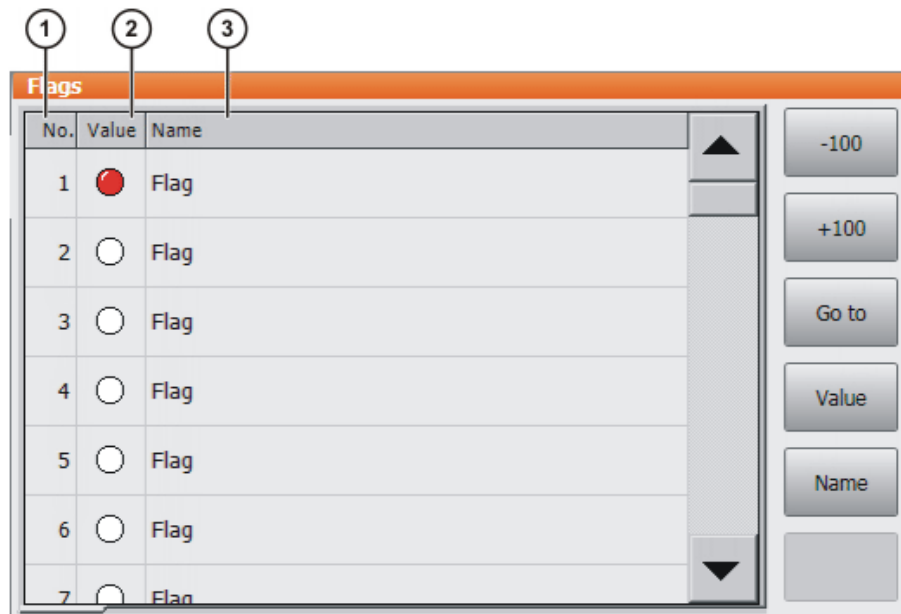 1 2 3
Flags
No. Value Name
-100
1 Flag
+100
2 Flag
3 Flag
Go to
4 Flag
Value
5 Flag
Name
6 Flag
7 Flag